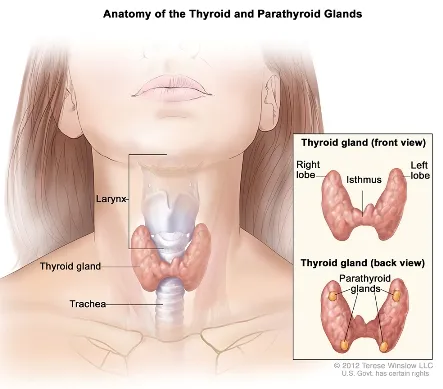 Anatomy of the Thyroid and Parathyroid Glands
Larynx
Thyroid gland
Trachea
Thyroid gland (front view)
Right
lobe
Isthmus
Left
lobe
Thyroid gland (back view)
Parathyroid
glands
© 2012 Terese Winslow LLC
U.S. Govt. has certain rights